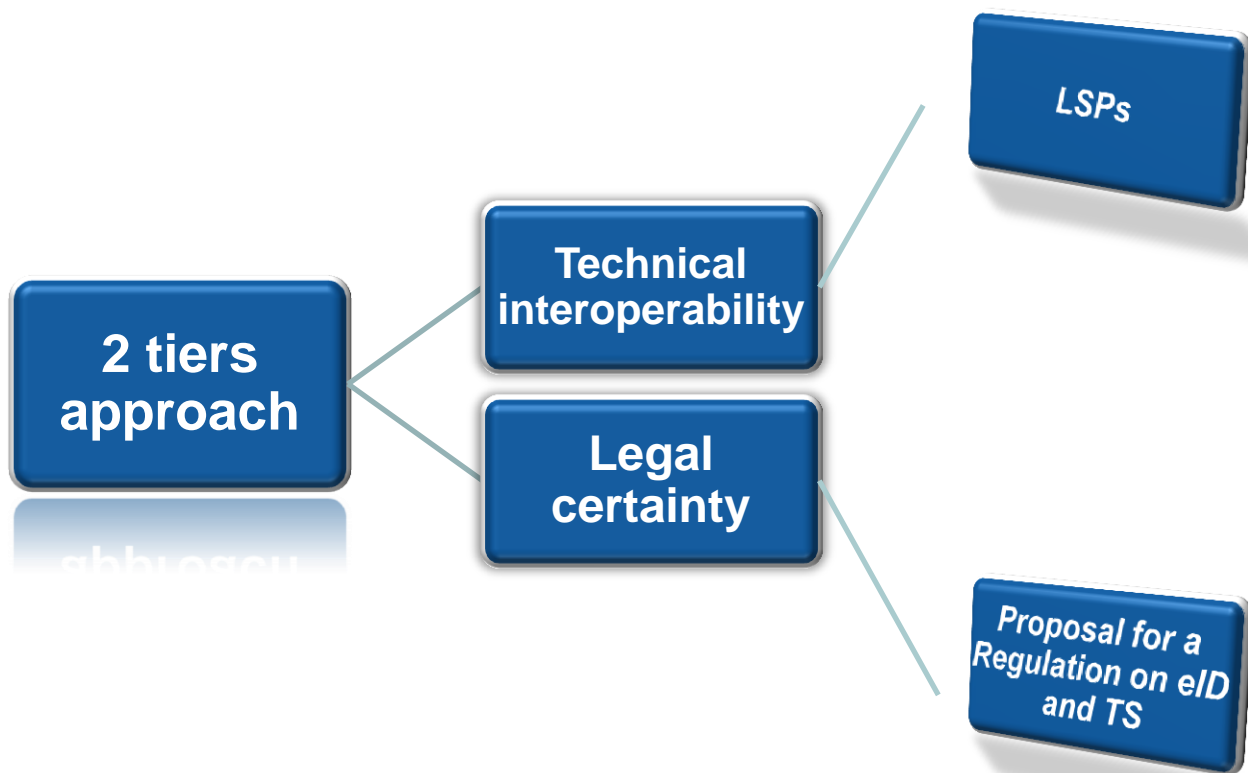 2 tiers
approach
Technical
interoperability
Legal
certainty
LSPs
Proposal for a
Regulation on eID
and TS